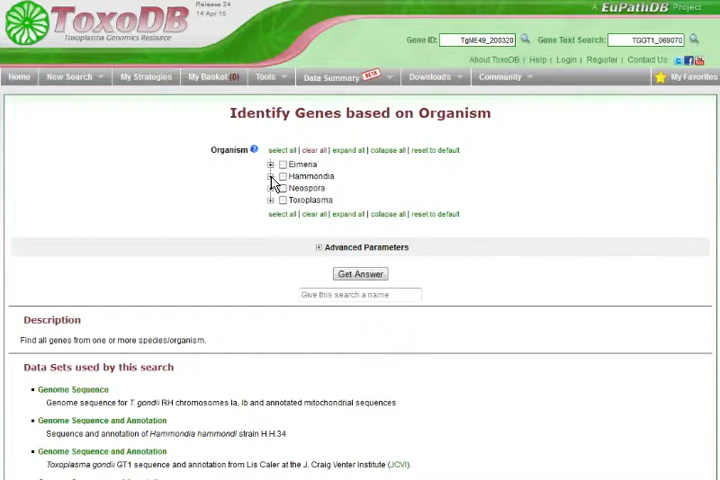 Release 24
14 Apr 15
ToxoDB
Toxoplasma Genomics Resource
A EuPathDB Project
Gene ID: TgME49_200320 Gene Text Search: TGGT1_069070
About ToxoDB | Help | Login | Register | Contact Us
Home New Search My Strategies My Basket (0) Tools Data Summary BETA Downloads Community My Favorites
Identify Genes based on Organism
Organism ? select all | clear all | expand all | collapse all | reset to default
Eimeria
Hammondia
Neospora
Toxoplasma
select all | clear all | expand all | collapse all | reset to default
Advanced Parameters
Get Answer
Give this search a name
Description
Find all genes from one or more species/organism.
Data Sets used by this search
Genome Sequence
Genome sequence for T. gondii RH chromosomes Ia, Ib and annotated mitochondrial sequences
Genome Sequence and Annotation
Sequence and annotation of Hammondia hammondi strain H.H.34
Genome Sequence and Annotation
Toxoplasma gondii GT1 sequence and annotation from Lis Caler at the J. Craig Venter Institute (JCVI).